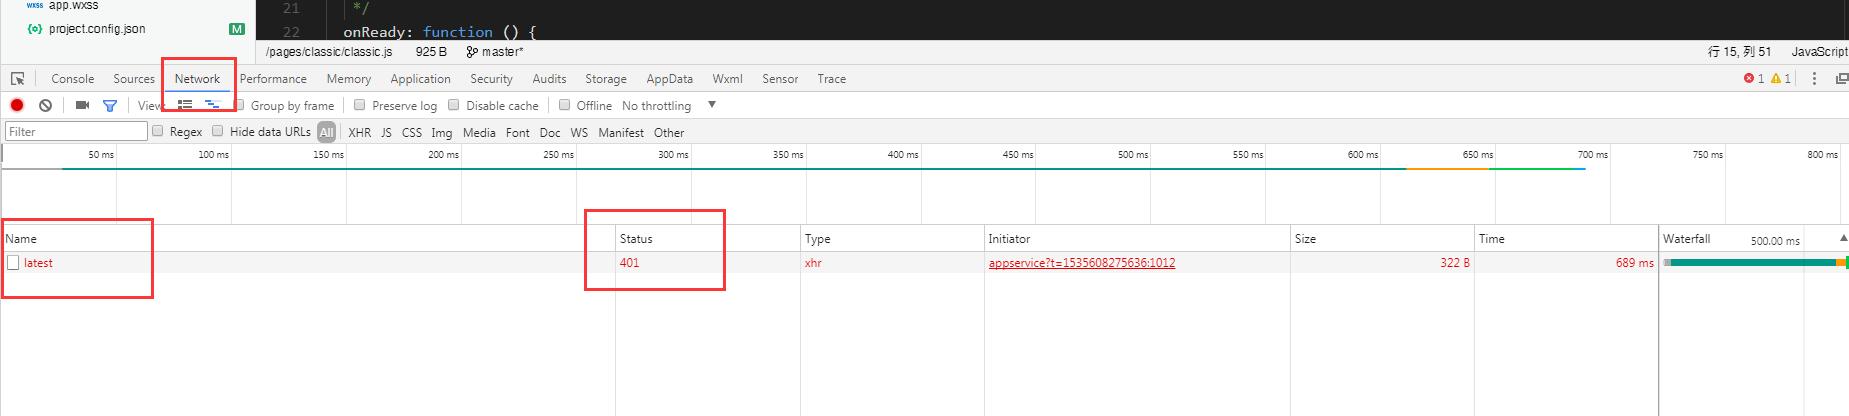 wxss app.wxss
21 */
{o} project.config.json M
22 onReady: function () {
/pages/classic/classic.js 925 B master* 行 15, 列 51 JavaScript
Console Sources Network Performance Memory Application Security Audits Storage AppData Wxml Sensor Trace 1 1
View: Group by frame Preserve log Disable cache Offline No throttling
Filter Regex Hide data URLs All XHR JS CSS Img Media Font Doc WS Manifest Other
50 ms 100 ms 150 ms 200 ms 250 ms 300 ms 350 ms 400 ms 450 ms 500 ms 550 ms 600 ms 650 ms 700 ms 750 ms 800 ms
Name Status Type Initiator Size Time Waterfall 500.00 ms
latest 401 xhr appservice?t=1535608275636:1012 322 B 689 ms